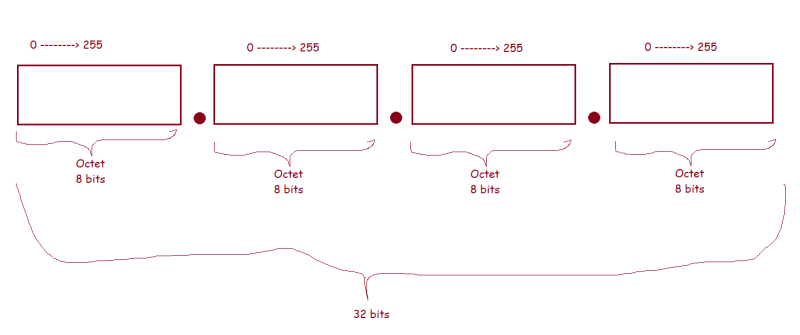 0 --------> 255
0 --------> 255
0 --------> 255
0 --------> 255
Octet
8 bits
Octet
8 bits
Octet
8 bits
Octet
8 bits
32 bits